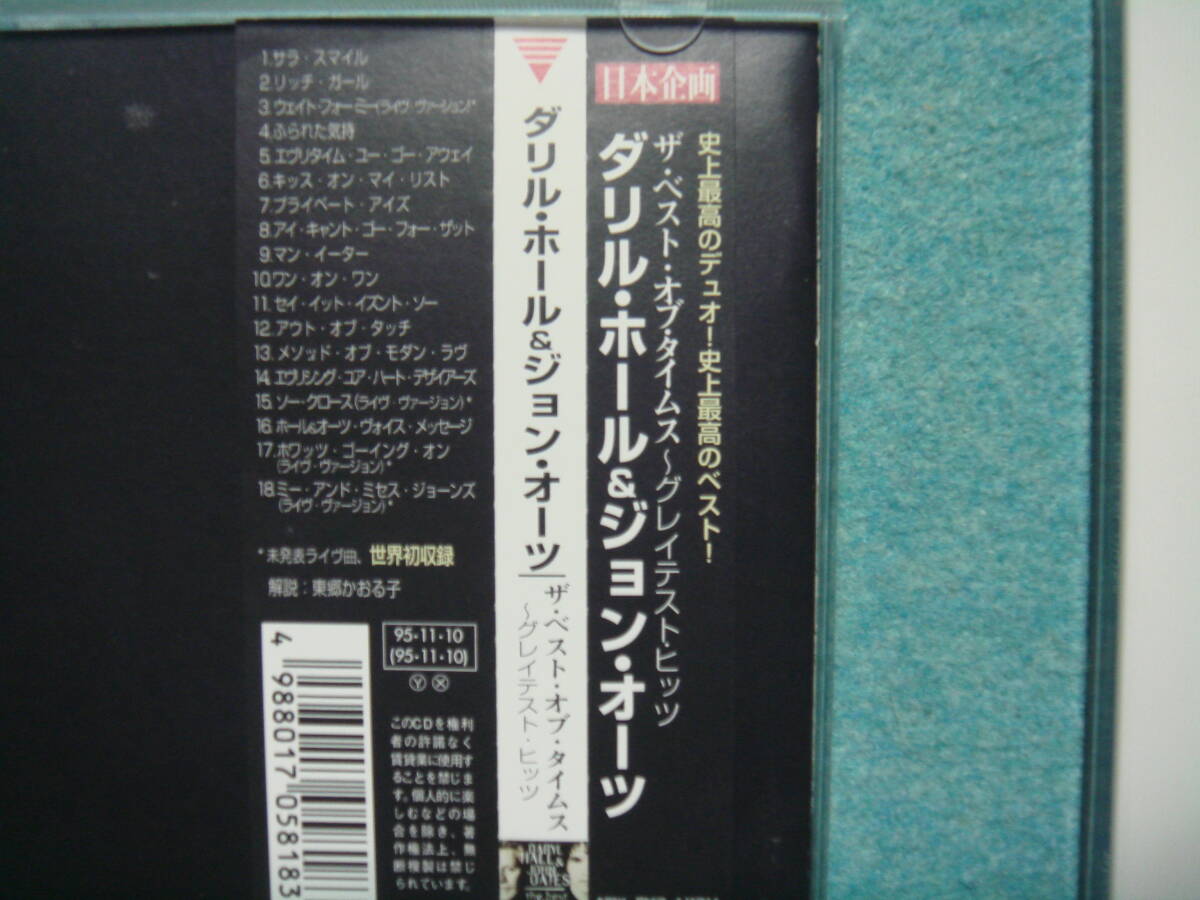 1.サラ・スマイル
2.リッチ・ガール
3.ウェイト・フォー・ミー(ライヴ・ヴァージョン)*
4.ふられた気持
5.エヴリタイム・ユー・ゴー・アウェイ
6.キッス・オン・マイ・リスト
7.プライベート・アイズ
8.アイ・キャント・ゴー・フォー・ザット
9.マン・イーター
10.ワン・オン・ワン
11.セイ・イット・イズント・ソー
12.アウト・オブ・タッチ
13.メソッド・オブ・モダン・ラヴ
14.エヴリシング・ユア・ハート・デザイアーズ
15.ソー・クロース(ライヴ・ヴァージョン)*
16.ホール&オーツ・ヴォイス・メッセージ
17.ホワッツ・ゴーイング・オン
(ライヴ・ヴァージョン)*
18.ミー・アンド・ミセス・ジョーンズ
(ライヴ・ヴァージョン)*
*未発表ライヴ曲、世界初収録
解説：東郷かおる子
4 988017 058183
95・11・10
(95・11・10)
Ⓨ Ⓧ
このCDを権利
者の許諾なく
賃貸業に使用す
ることを禁じま
す。個人的に楽
しむなどの場
合を除き、著
作権法上、無
断複製は禁じ
られています。
ダリル・ホール&ジョン・オーツ
ザ・ベスト・オブ・タイムス
〜グレイテスト・ヒッツ
DARYL
HALL &
JOHN
OATES
the best
日本企画
史上最高のデュオ！史上最高のベスト！
ザ・ベスト・オブ・タイムス〜グレイテスト・ヒッツ
ダリル・ホール&ジョン・オーツ